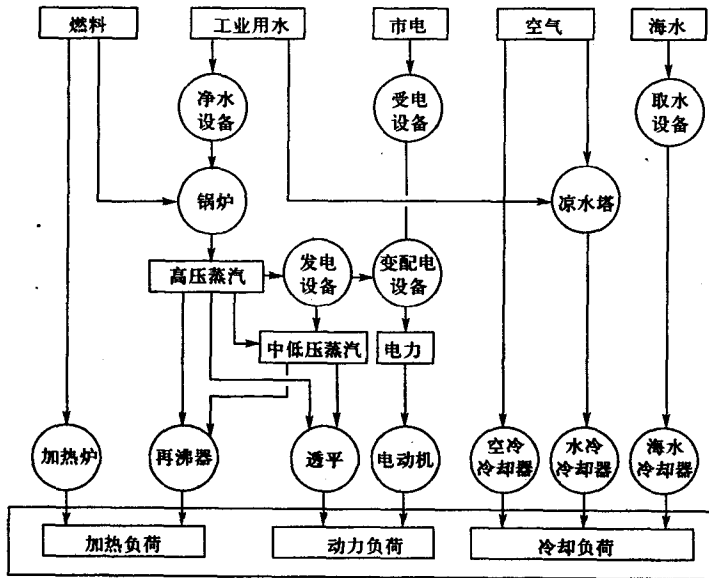 燃料
工业用水
市电
空气
海水
净水
设备
受电
设备
取水
设备
锅炉
凉水塔
高压蒸汽
发电
设备
变配电
设备
中低压蒸汽
电力
加热炉
再沸器
透平
电动机
空冷
冷却器
水冷
冷却器
海水
冷却器
加热负荷
动力负荷
冷却负荷